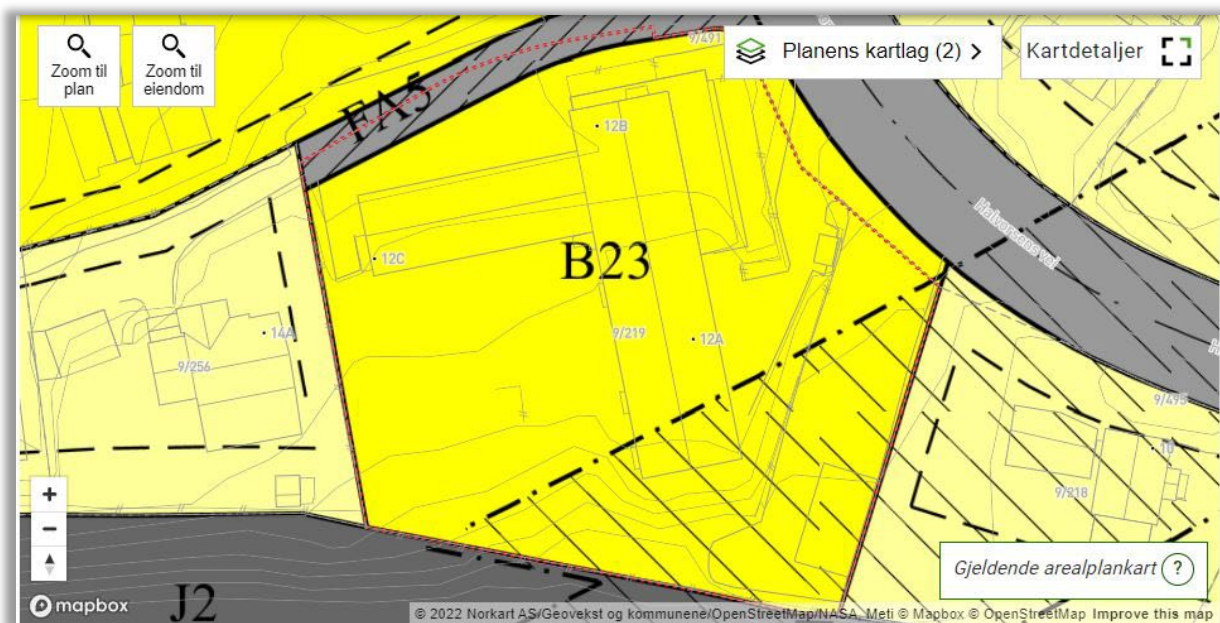 Zoom til
plan
Zoom til
eiendom
9/491
Planens kartlag (2)
Kartdetaljer
FA5
12B
B23
12C
Halvorsens vei
14A
9/256
9/219
12A
9/495
10
9/218
+
−
Gjeldende arealplankart ?
J2
mapbox
© 2022 Norkart AS/Geovekst og kommunene/OpenStreetMap/NASA, Meti © Mapbox © OpenStreetMap Improve this map